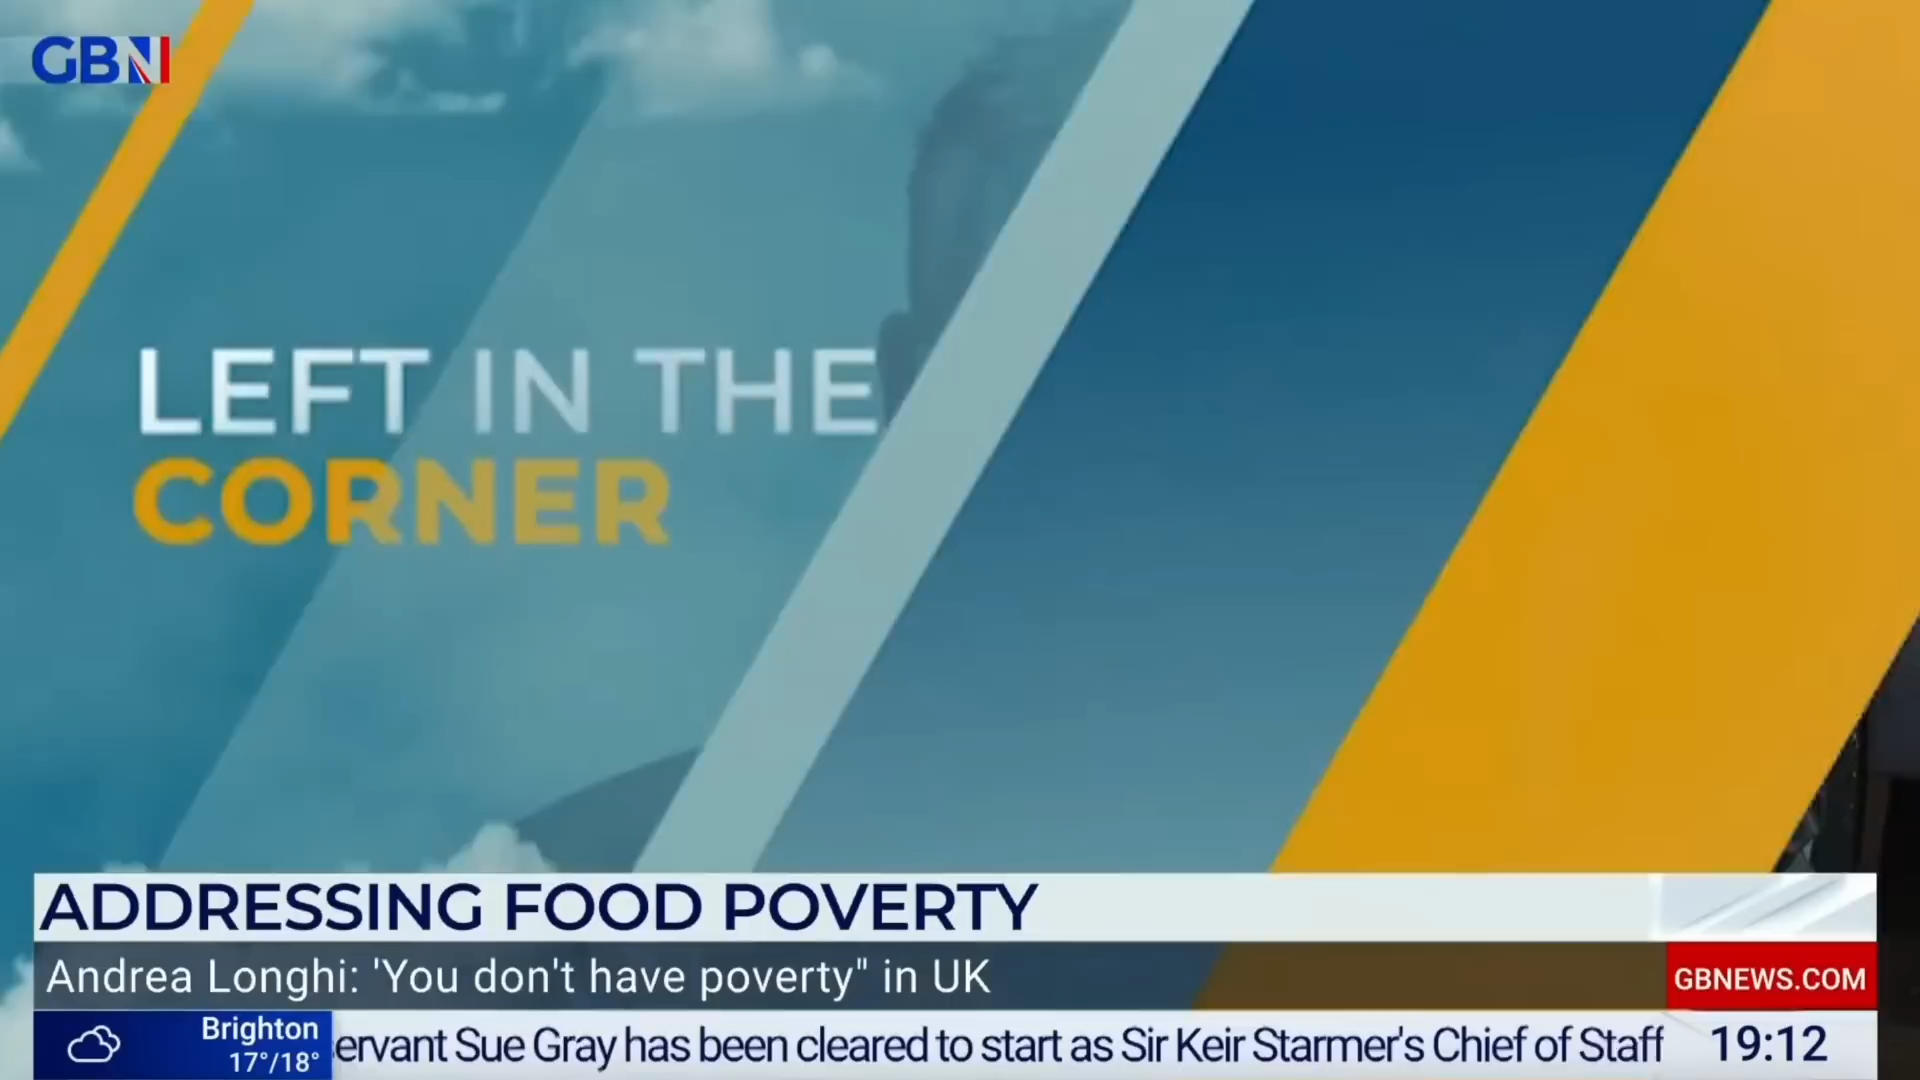 GBN
LEFT IN THE
CORNER
ADDRESSING FOOD POVERTY
Andrea Longhi: 'You don't have poverty" in UK
GBNEWS.COM
Brighton
17°/18°
ervant Sue Gray has been cleared to start as Sir Keir Starmer's Chief of Staff
19:12